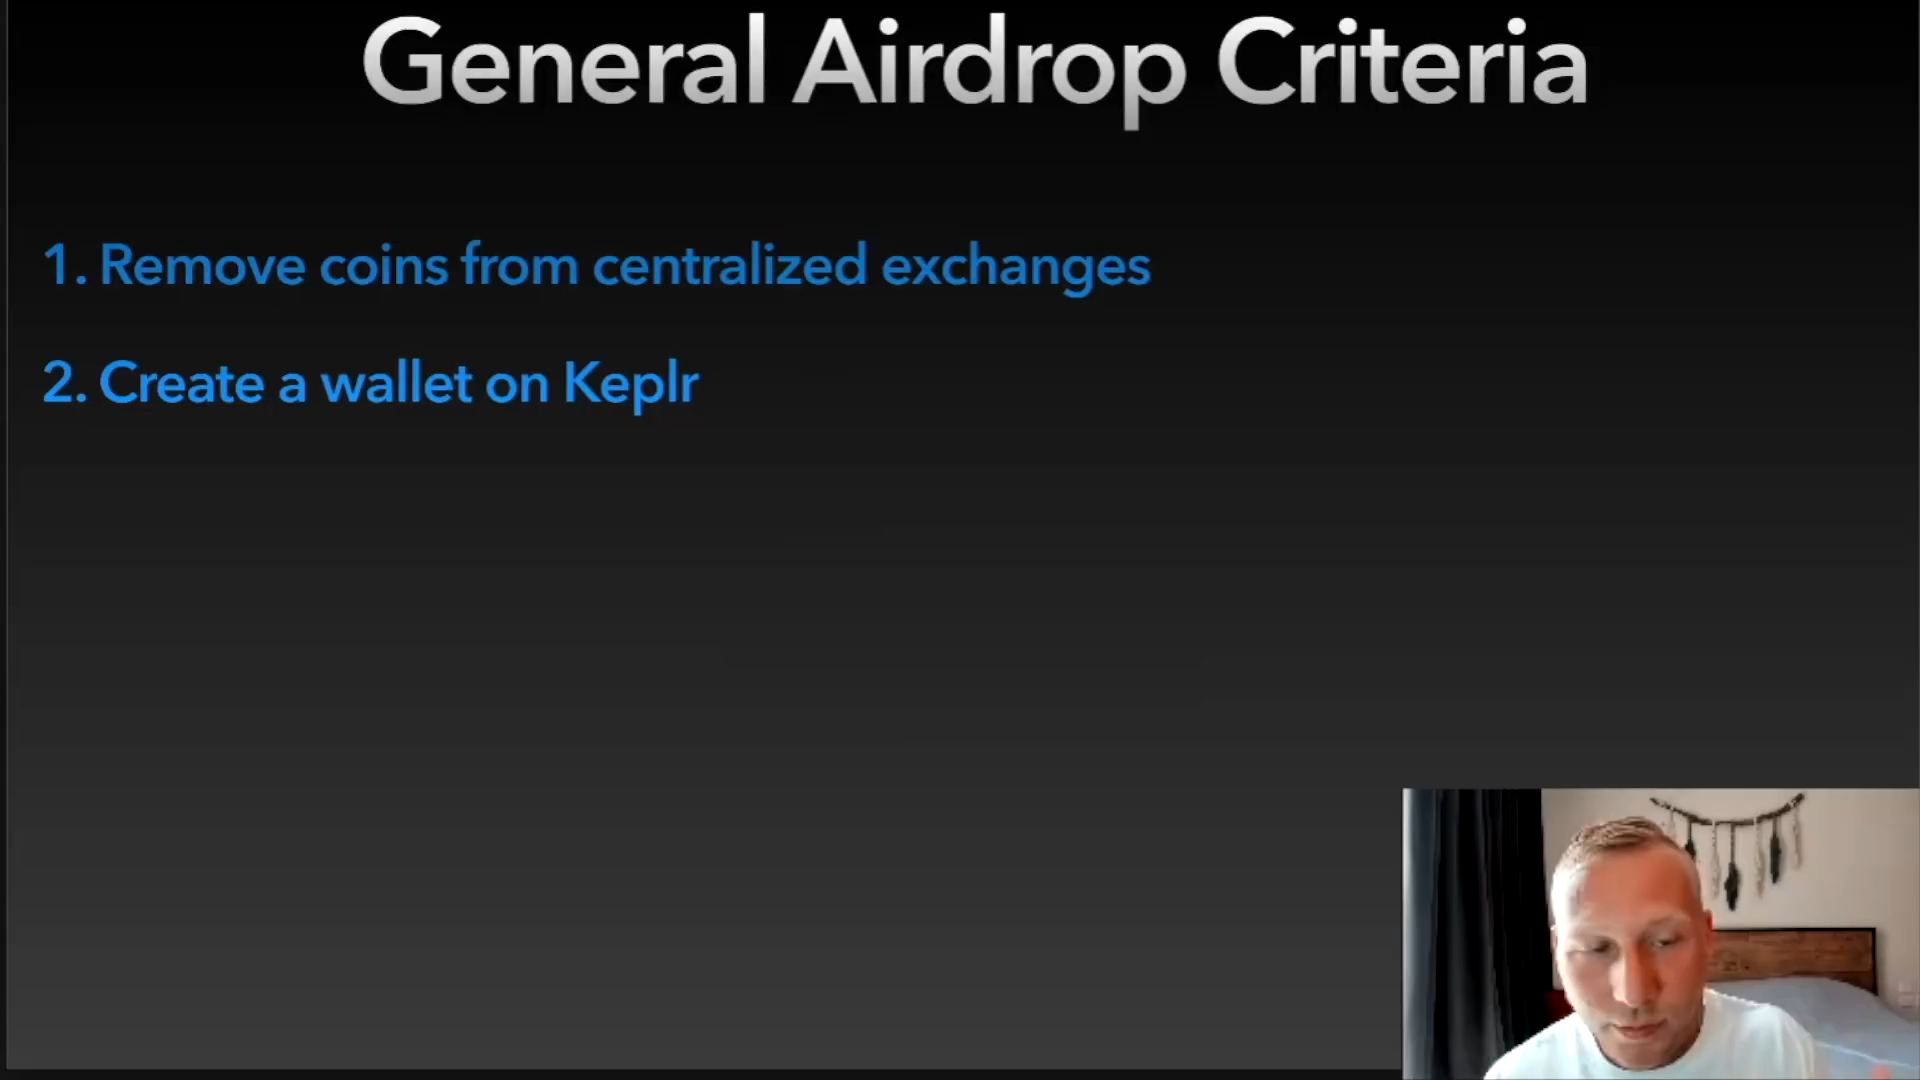 General Airdrop Criteria
1. Remove coins from centralized exchanges
2. Create a wallet on Keplr